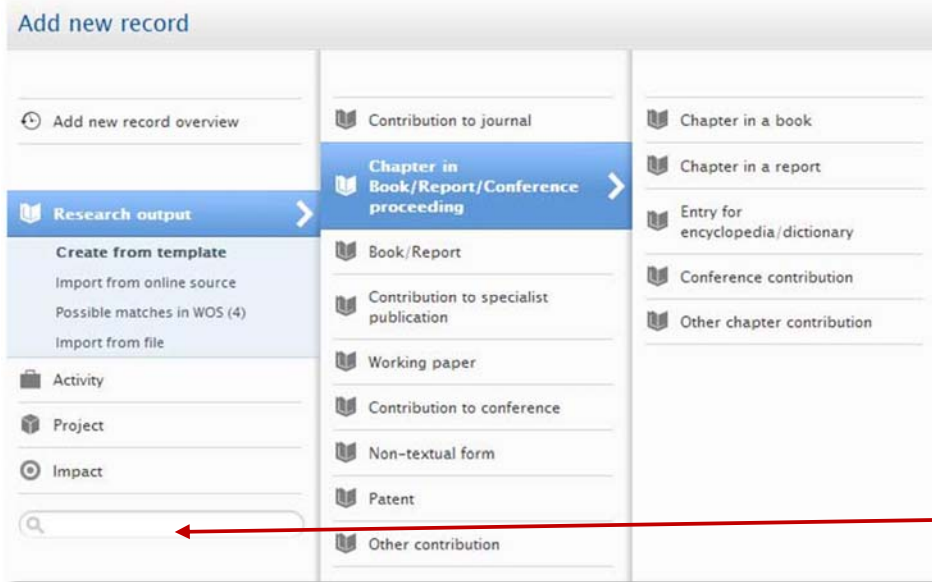 Add new record
Add new record overview
Research output
Create from template
Import from online source
Possible matches in WOS (4)
Import from file
Activity
Project
Impact
Contribution to journal
Chapter in
Book/Report/Conference
proceeding
Book/Report
Contribution to specialist
publication
Working paper
Contribution to conference
Non-textual form
Patent
Other contribution
Chapter in a book
Chapter in a report
Entry for
encyclopedia/dictionary
Conference contribution
Other chapter contribution